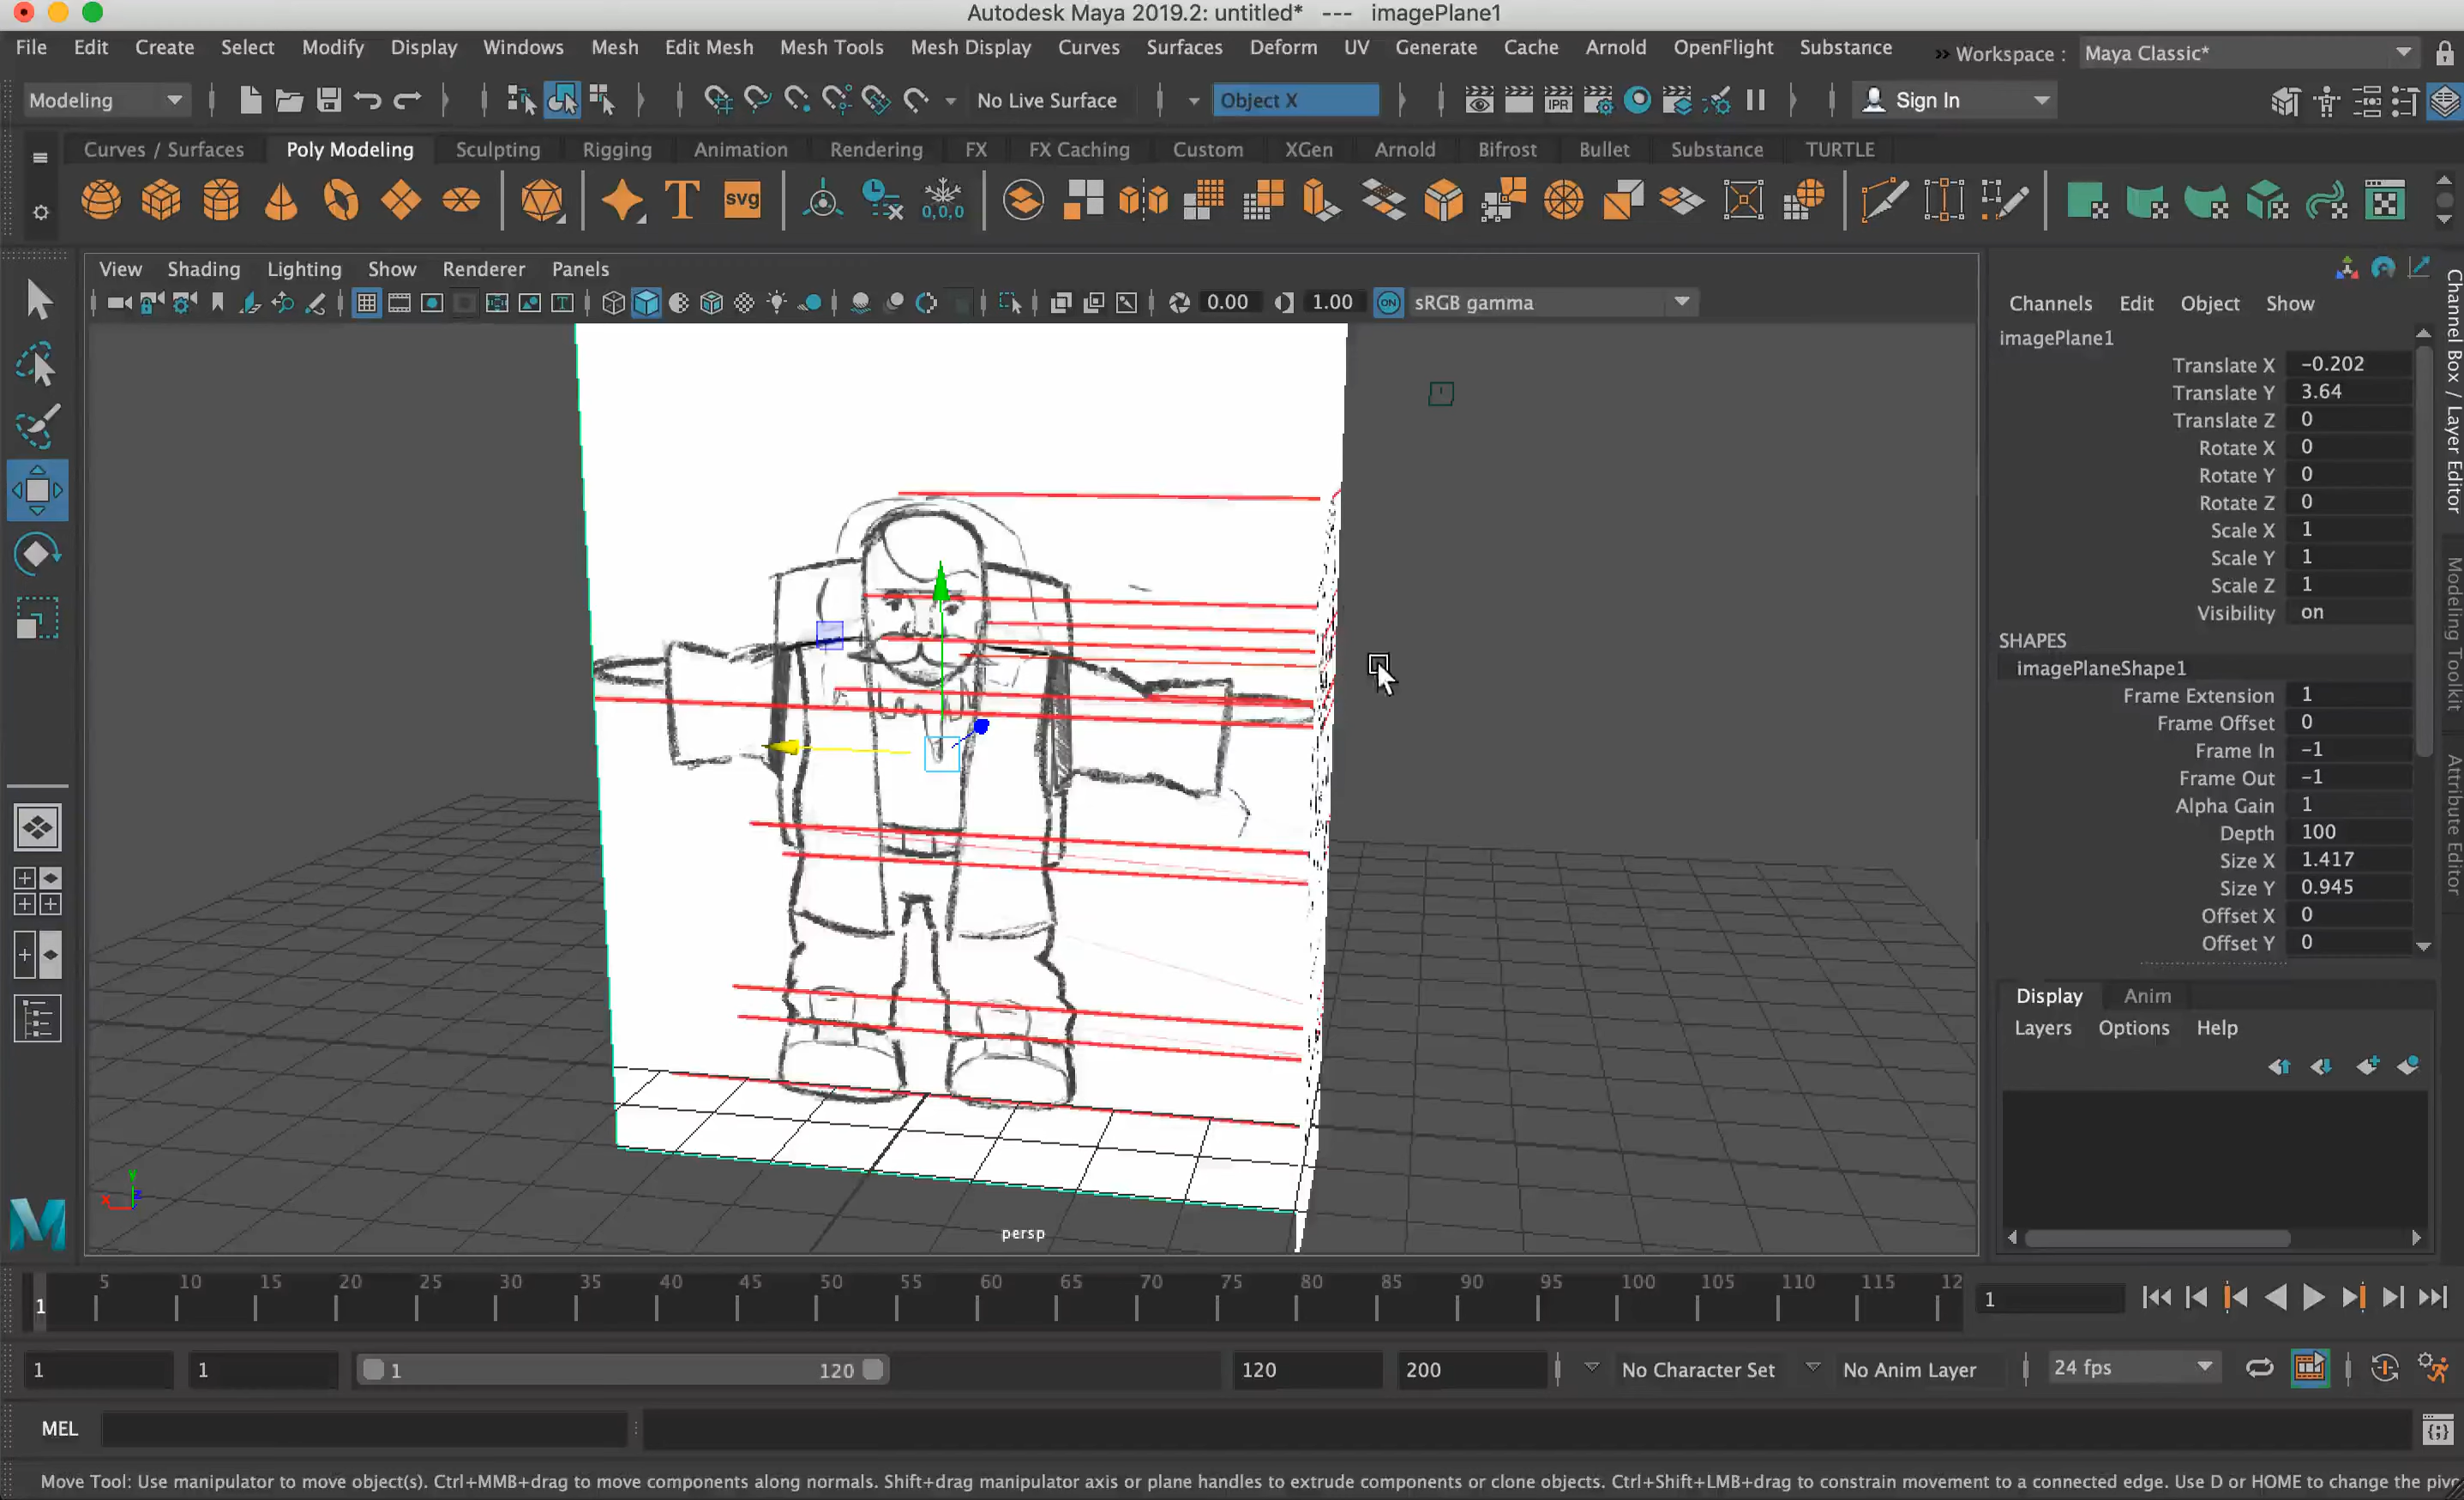 Autodesk Maya 2019.2: untitled* --- imagePlane1
File Edit Create Select Modify Display Windows Mesh Edit Mesh Mesh Tools Mesh Display Curves Surfaces Deform UV Generate Cache Arnold OpenFlight Substance » Workspace : Maya Classic*
Modeling No Live Surface Object X IPR Sign In
Curves / Surfaces Poly Modeling Sculpting Rigging Animation Rendering FX FX Caching Custom XGen Arnold Bifrost Bullet Substance TURTLE
T svg 0,0,0
View Shading Lighting Show Renderer Panels
0.00 1.00 ON sRGB gamma
Channels Edit Object Show
imagePlane1
Translate X -0.202
Translate Y 3.64
Translate Z 0
Rotate X 0
Rotate Y 0
Rotate Z 0
Scale X 1
Scale Y 1
Scale Z 1
Visibility on
SHAPES
imagePlaneShape1
Frame Extension 1
Frame Offset 0
Frame In -1
Frame Out -1
Alpha Gain 1
Depth 100
Size X 1.417
Size Y 0.945
Offset X 0
Offset Y 0
Channel Box / Layer Editor
Modeling Toolkit
Attribute Editor
Display Anim
Layers Options Help
y
x z
persp
5 10 15 20 25 30 35 40 45 50 55 60 65 70 75 80 85 90 95 100 105 110 115 12
1 1
1 1 1 120 120 200 No Character Set No Anim Layer 24 fps
MEL
Move Tool: Use manipulator to move object(s). Ctrl+MMB+drag to move components along normals. Shift+drag manipulator axis or plane handles to extrude components or clone objects. Ctrl+Shift+LMB+drag to constrain movement to a connected edge. Use D or HOME to change the pivo